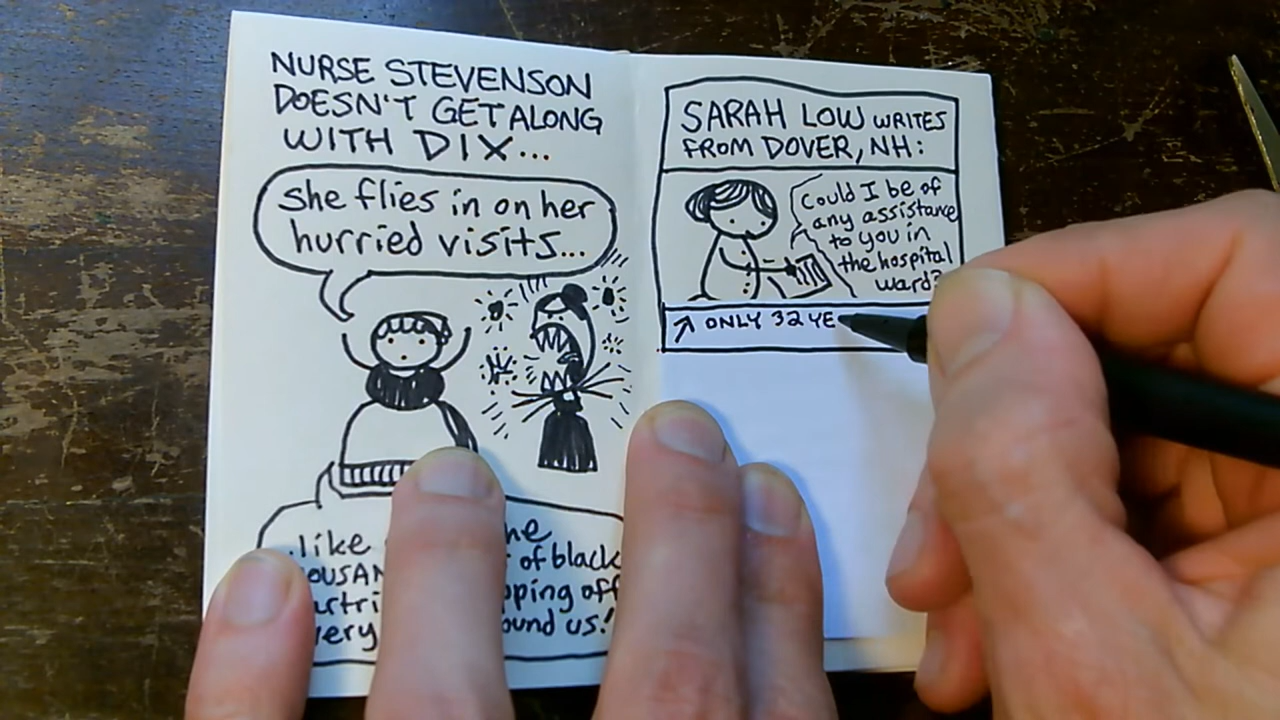 NURSE STEVENSON
DOESN'T GET ALONG
WITH DIX...
She flies in on her
hurried visits...
like
of black
off
us!
SARAH LOW WRITES
FROM DOVER, NH:
Could I be of
any assistance
to you in
the hospital
ward?
ONLY 32 YE